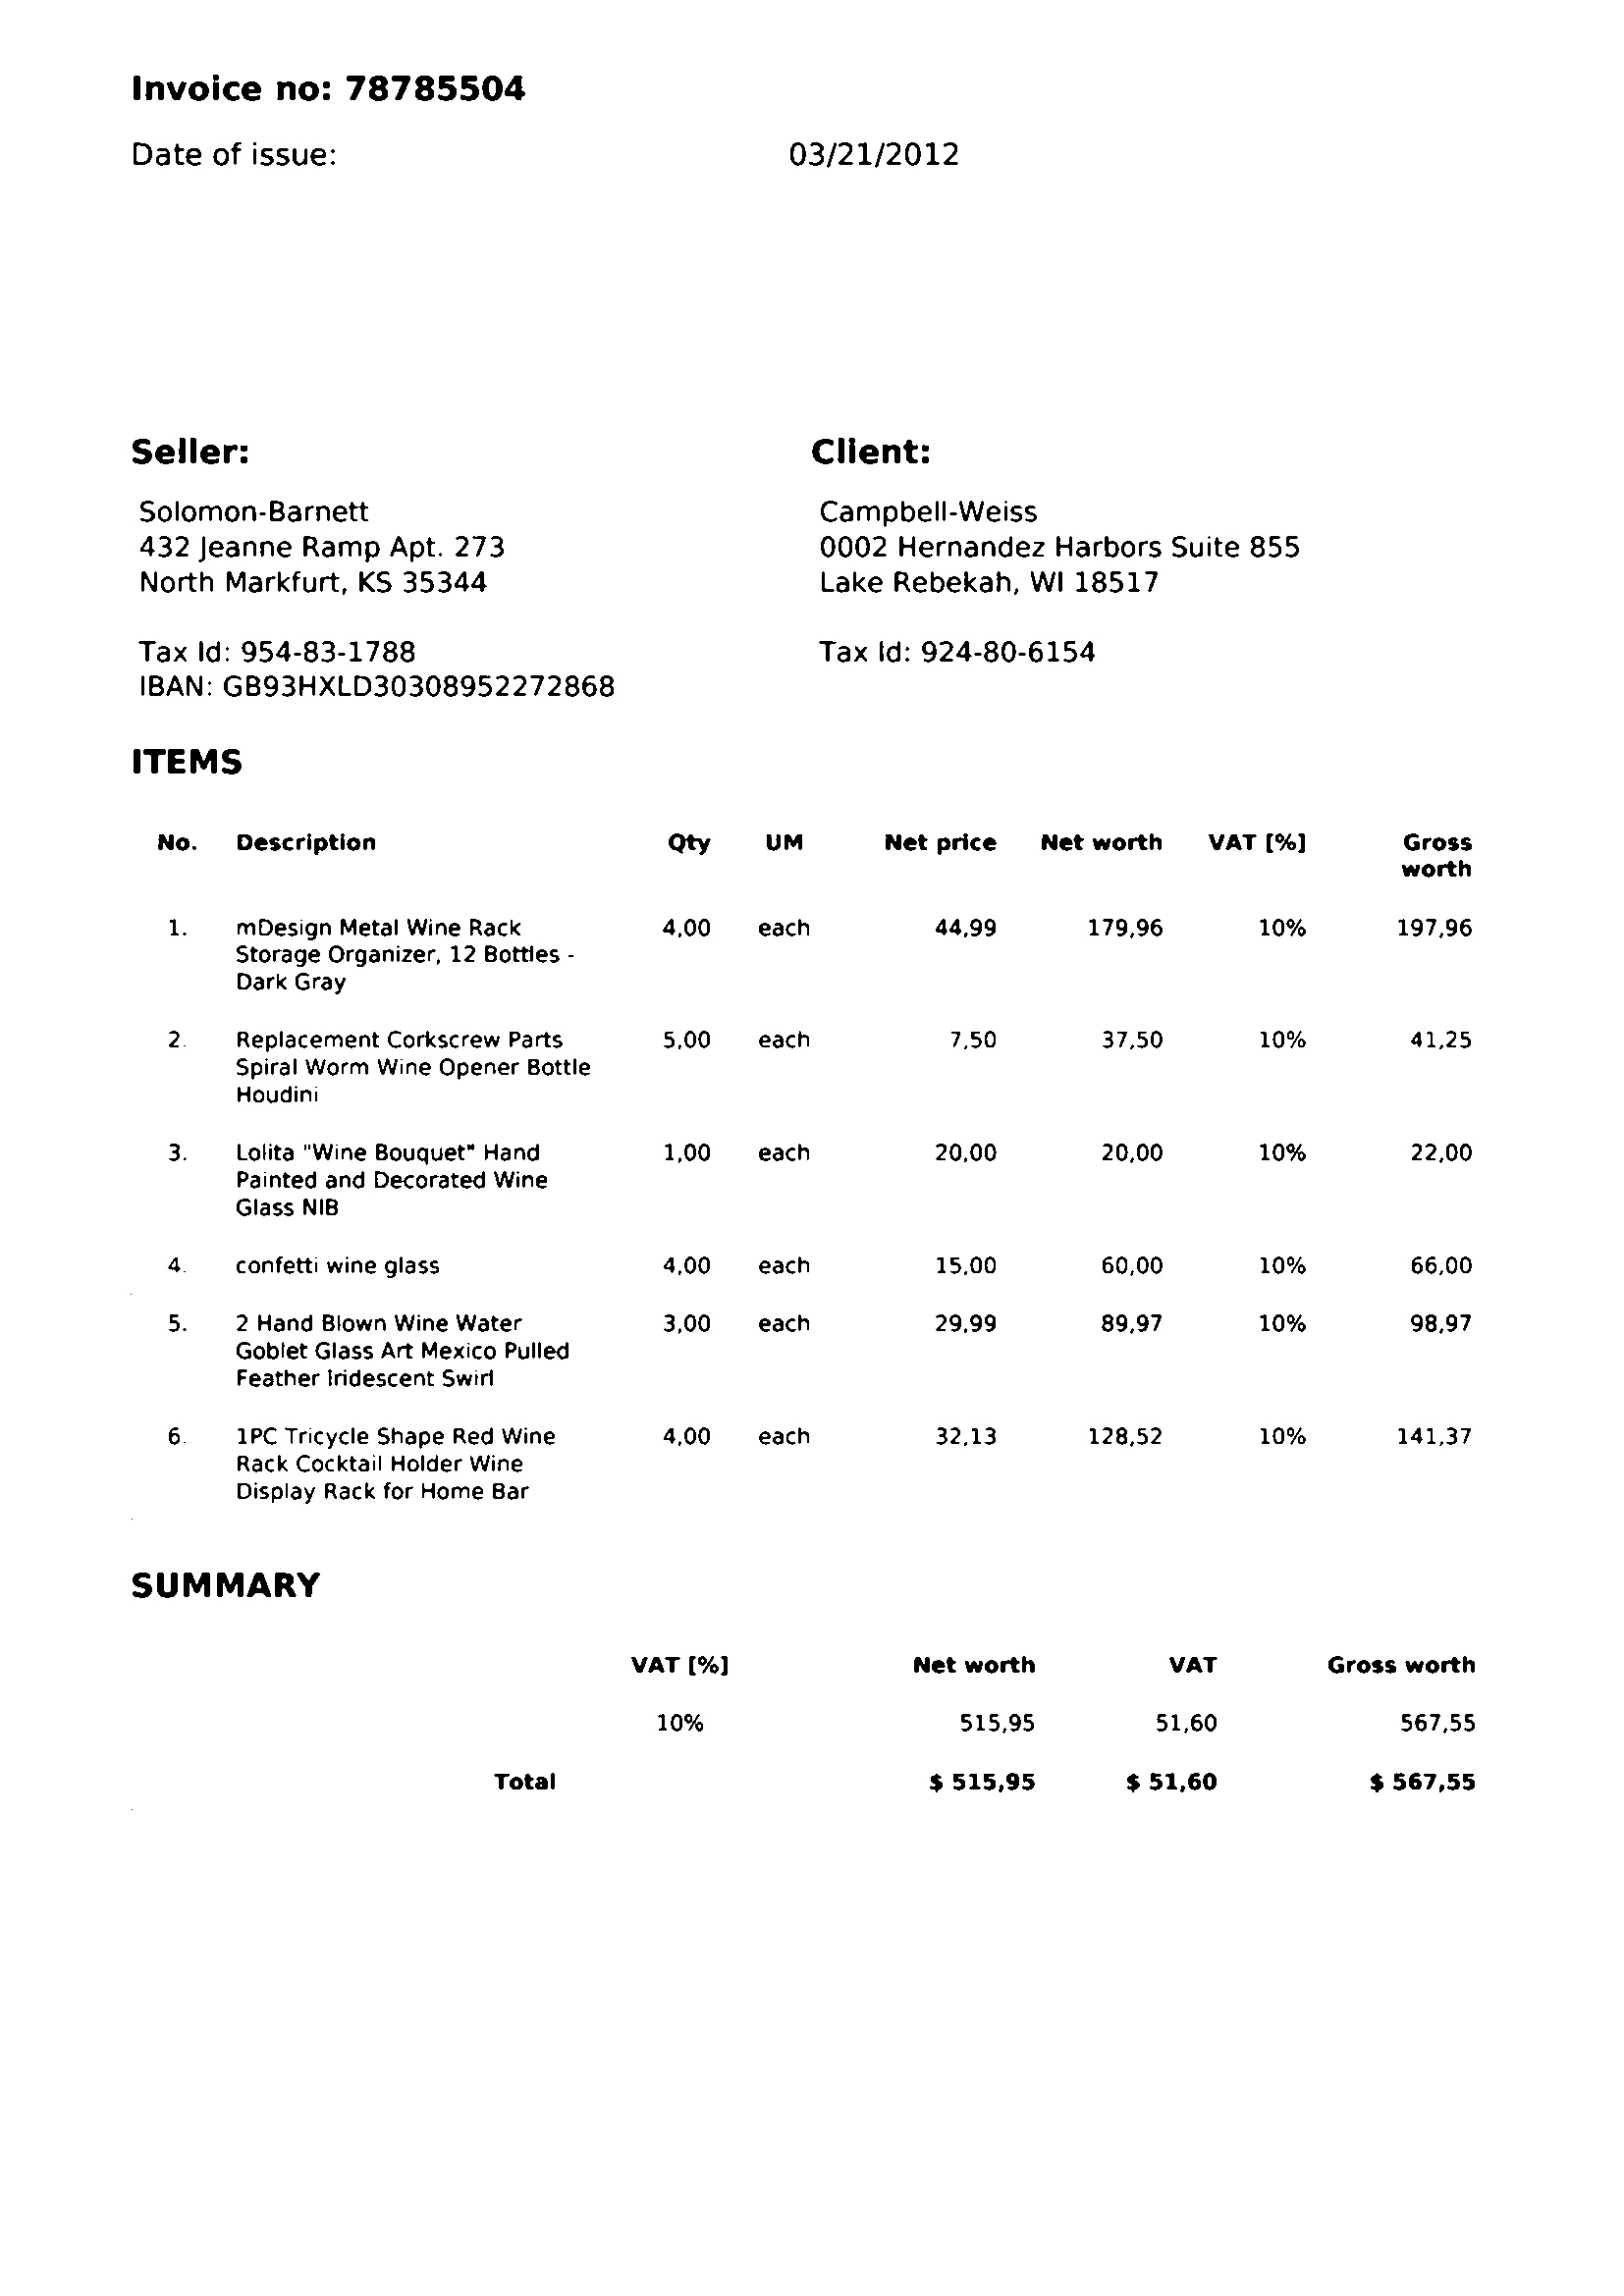 Invoice no: 78785504
Date of issue: 03/21/2012
Seller: Client:
Solomon-Barnett Campbell-Weiss
432 Jeanne Ramp Apt. 273 0002 Hernandez Harbors Suite 855
North Markfurt, KS 35344 Lake Rebekah, WI 18517
Tax Id: 954-83-1788 Tax Id: 924-80-6154
IBAN: GB93HXLD30308952272868
ITEMS
No. Description Qty UM Net price Net worth VAT [%] Gross
worth
1. mDesign Metal Wine Rack 4,00 each 44,99 179,96 10% 197,96
Storage Organizer, 12 Bottles -
Dark Gray
2. Replacement Corkscrew Parts 5,00 each 7,50 37,50 10% 41,25
Spiral Worm Wine Opener Bottle
Houdini
3. Lolita "Wine Bouquet" Hand 1,00 each 20,00 20,00 10% 22,00
Painted and Decorated Wine
Glass NIB
4. confetti wine glass 4,00 each 15,00 60,00 10% 66,00
5. 2 Hand Blown Wine Water 3,00 each 29,99 89,97 10% 98,97
Goblet Glass Art Mexico Pulled
Feather Iridescent Swirl
6. 1PC Tricycle Shape Red Wine 4,00 each 32,13 128,52 10% 141,37
Rack Cocktail Holder Wine
Display Rack for Home Bar
SUMMARY
VAT [%] Net worth VAT Gross worth
10% 515,95 51,60 567,55
Total $ 515,95 $ 51,60 $ 567,55